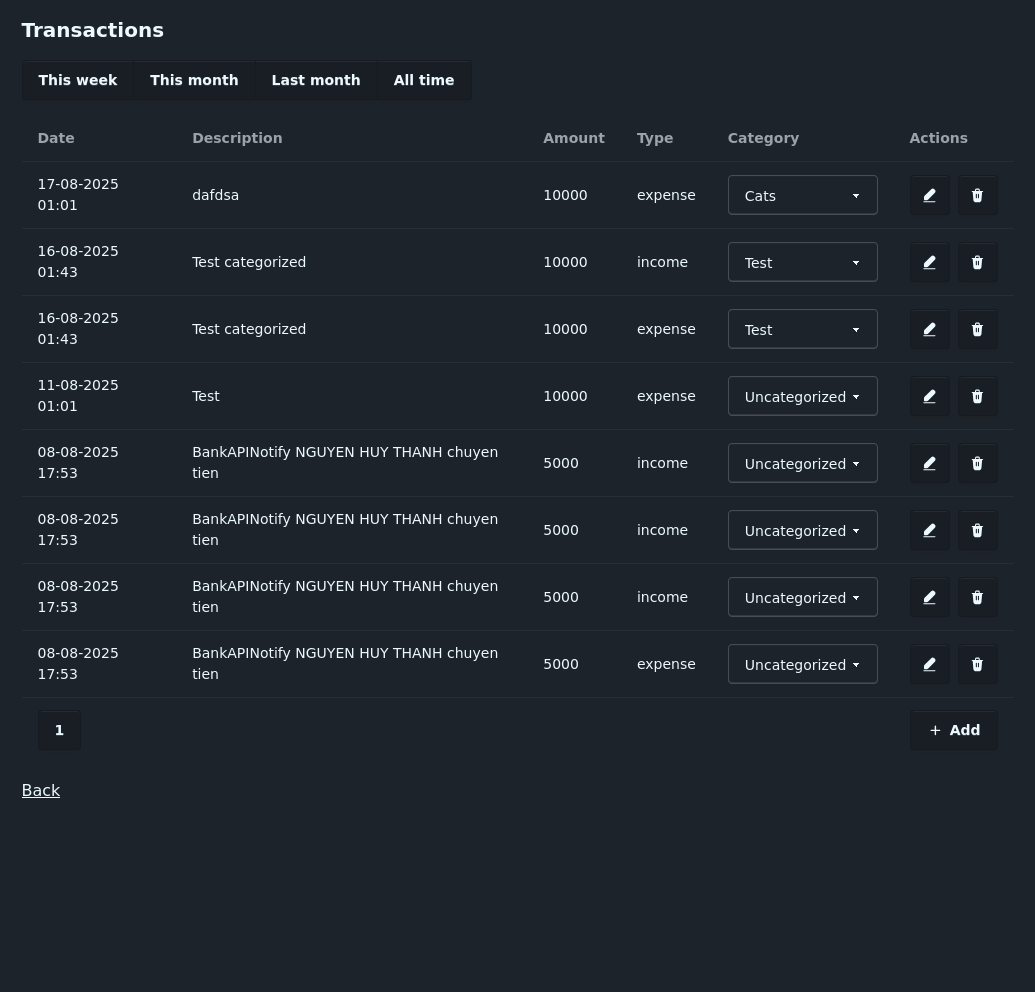 Transactions
This week This month Last month All time
Date Description Amount Type Category Actions
17-08-2025
01:01
dafdsa 10000 expense Cats
16-08-2025
01:43
Test categorized 10000 income Test
16-08-2025
01:43
Test categorized 10000 expense Test
11-08-2025
01:01
Test 10000 expense Uncategorized
08-08-2025
17:53
BankAPINotify NGUYEN HUY THANH chuyen
tien
5000 income Uncategorized
08-08-2025
17:53
BankAPINotify NGUYEN HUY THANH chuyen
tien
5000 income Uncategorized
08-08-2025
17:53
BankAPINotify NGUYEN HUY THANH chuyen
tien
5000 income Uncategorized
08-08-2025
17:53
BankAPINotify NGUYEN HUY THANH chuyen
tien
5000 expense Uncategorized
1 + Add
Back